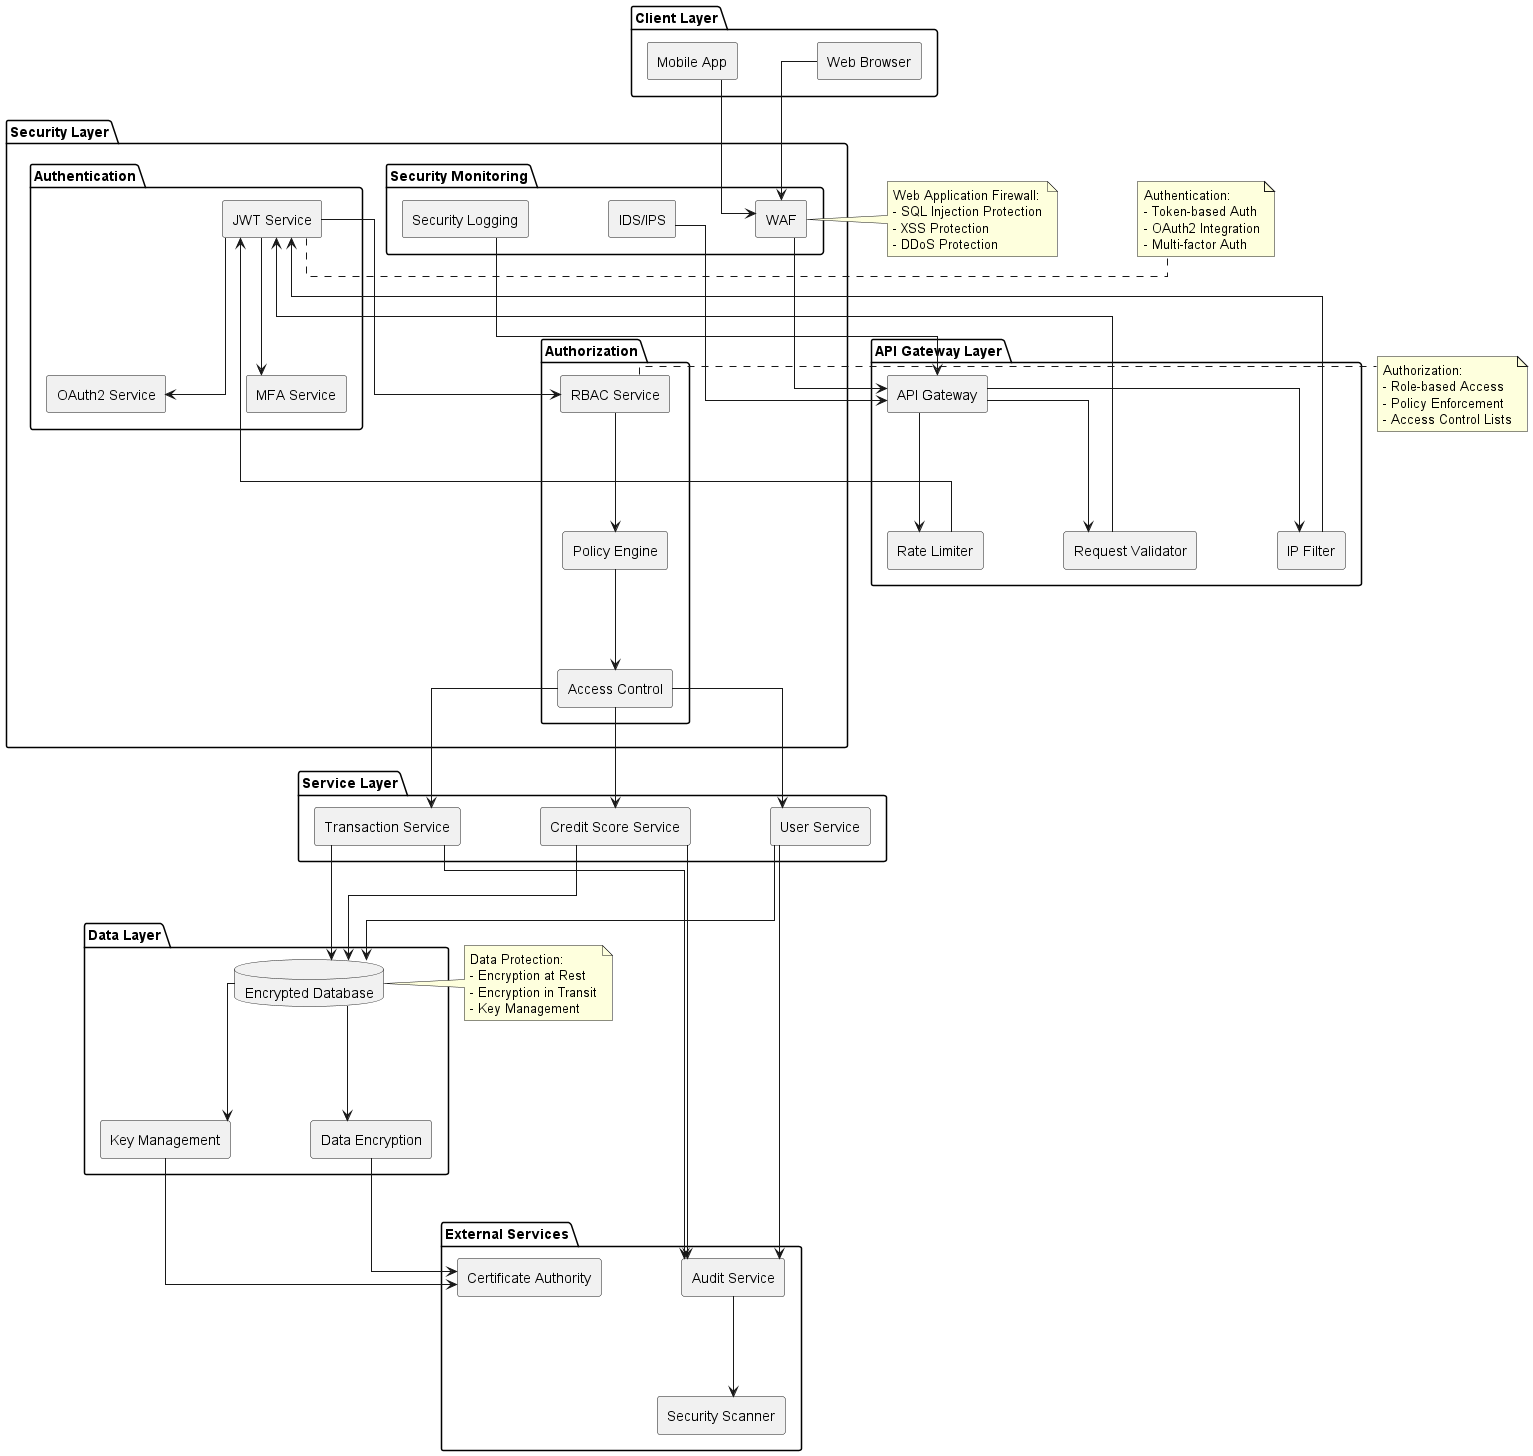 Client Layer
Mobile App
Web Browser
Security Layer
Authentication
JWT Service
OAuth2 Service
MFA Service
Security Monitoring
Security Logging
IDS/IPS
WAF
Web Application Firewall:
- SQL Injection Protection
- XSS Protection
- DDoS Protection
Authentication:
- Token-based Auth
- OAuth2 Integration
- Multi-factor Auth
Authorization
RBAC Service
Policy Engine
Access Control
API Gateway Layer
API Gateway
Rate Limiter
Request Validator
IP Filter
Authorization:
- Role-based Access
- Policy Enforcement
- Access Control Lists
Service Layer
Transaction Service
Credit Score Service
User Service
Data Layer
Encrypted Database
Key Management
Data Encryption
Data Protection:
- Encryption at Rest
- Encryption in Transit
- Key Management
External Services
Certificate Authority
Audit Service
Security Scanner